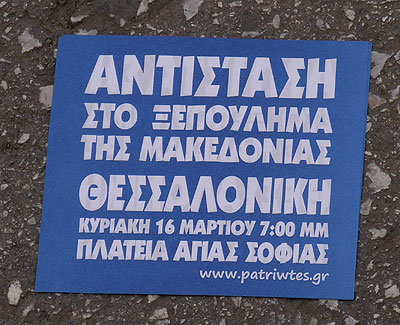 ΑΝΤΙΣΤΑΣΗ
ΣΤΟ ΞΕΠΟΥΛΗΜΑ
ΤΗΣ ΜΑΚΕΔΟΝΙΑΣ
ΘΕΣΣΑΛΟΝΙΚΗ
ΚΥΡΙΑΚΗ 16 ΜΑΡΤΙΟΥ 7:00 ΜΜ
ΠΛΑΤΕΙΑ ΑΓΙΑΣ ΣΟΦΙΑΣ
www.patriwtes.gr